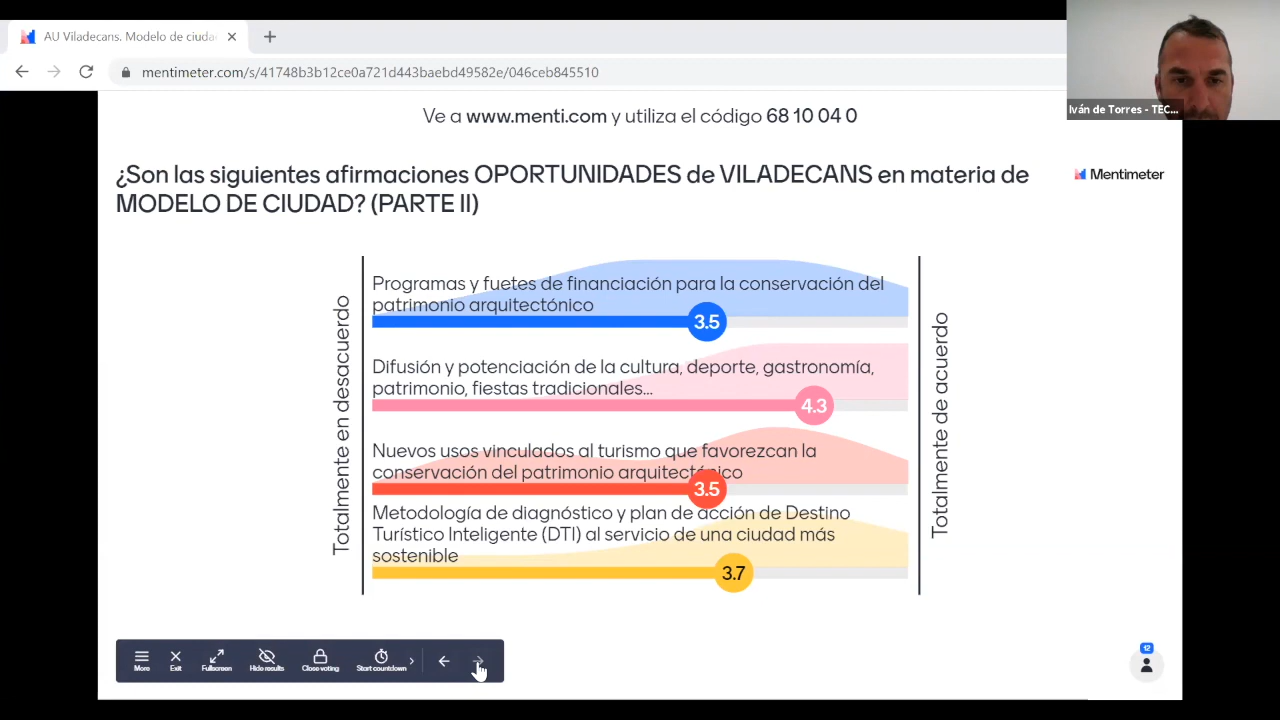 AU Viladecans. Modelo de ciuda
mentimeter.com/s/41748b3b12ce0a721d443baebd49582e/046ceb845510
Iván de Torres - TEC...
Ve a www.menti.com y utiliza el código 68 10 04 0
¿Son las siguientes afirmaciones OPORTUNIDADES de VILADECANS en materia de
MODELO DE CIUDAD? (PARTE II)
Mentimeter
Totalmente en desacuerdo
Programas y fuetes de financiación para la conservación del
patrimonio arquitectónico
3.5
Difusión y potenciación de la cultura, deporte, gastronomía,
patrimonio, fiestas tradicionales...
4.3
Nuevos usos vinculados al turismo que favorezcan la
conservación del patrimonio arquitectónico
3.5
Metodología de diagnóstico y plan de acción de Destino
Turístico Inteligente (DTI) al servicio de una ciudad más
sostenible
3.7
Totalmente de acuerdo
More
Exit
Fullscreen
Hide results
Close voting
Start countdown
12